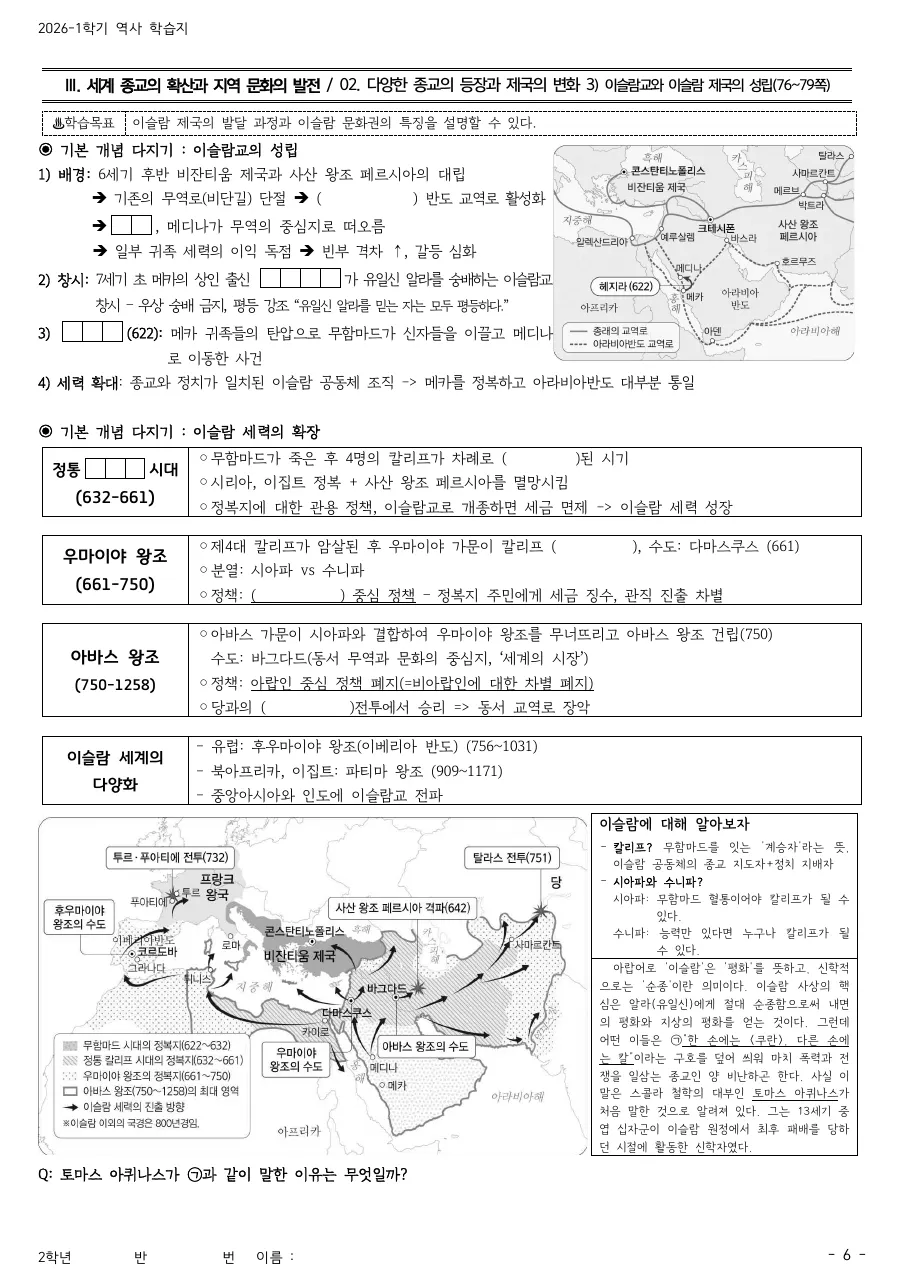 2026-1학기 역사 학습지
Ⅲ. 세계 종교의 확산과 지역 문화의 발전 / 02. 다양한 종교의 등장과 제국의 변화 3) 이슬람교와 이슬람 제국의 성립(76~79쪽)
♨학습목표 이슬람 제국의 발달 과정과 이슬람 문화권의 특징을 설명할 수 있다.
◉ 기본 개념 다지기 : 이슬람교의 성립
1) 배경: 6세기 후반 비잔티움 제국과 사산 왕조 페르시아의 대립
➔ 기존의 무역로(비단길) 단절 ➔ ( ) 반도 교역로 활성화
➔ □□, 메디나가 무역의 중심지로 떠오름
➔ 일부 귀족 세력의 이익 독점 ➔ 빈부 격차 ↑, 갈등 심화
2) 창시: 7세기 초 메카의 상인 출신 □□□□가 유일신 알라를 숭배하는 이슬람교
창시 - 우상 숭배 금지, 평등 강조 “유일신 알라를 믿는 자는 모두 평등하다.”
3) □□□(622): 메카 귀족들의 탄압으로 무함마드가 신자들을 이끌고 메디나
로 이동한 사건
4) 세력 확대: 종교와 정치가 일치된 이슬람 공동체 조직 -> 메카를 정복하고 아라비아반도 대부분 통일
흑해
콘스탄티노폴리스
비잔티움 제국
카스피해
탈라스
사마르칸트
메르브
박트라
지중해
크테시폰
사산 왕조
페르시아
알렉산드리아
예루살렘
바스라
호르무즈
메디나
헤지라(622)
메카
홍해
아라비아
반도
아프리카
아덴
아라비아해
종래의 교역로
아라비아반도 교역로
◉ 기본 개념 다지기 : 이슬람 세력의 확장
정통 □□□ 시대
(632-661)
○무함마드가 죽은 후 4명의 칼리프가 차례로 ( )된 시기
○시리아, 이집트 정복 + 사산 왕조 페르시아를 멸망시킴
○정복지에 대한 관용 정책, 이슬람교로 개종하면 세금 면제 -> 이슬람 세력 성장
우마이야 왕조
(661-750)
○제4대 칼리프가 암살된 후 우마이야 가문이 칼리프 ( ), 수도: 다마스쿠스 (661)
○분열: 시아파 vs 수니파
○정책: ( ) 중심 정책 - 정복지 주민에게 세금 징수, 관직 진출 차별
아바스 왕조
(750-1258)
○아바스 가문이 시아파와 결합하여 우마이야 왕조를 무너뜨리고 아바스 왕조 건립(750)
수도: 바그다드(동서 무역과 문화의 중심지, ‘세계의 시장’)
○정책: 아랍인 중심 정책 폐지(=비아랍인에 대한 차별 폐지)
○당과의 ( )전투에서 승리 => 동서 교역로 장악
이슬람 세계의
다양화
- 유럽: 후우마이야 왕조(이베리아 반도) (756~1031)
- 북아프리카, 이집트: 파티마 왕조 (909~1171)
- 중앙아시아와 인도에 이슬람교 전파
투르·푸아티에 전투(732)
탈라스 전투(751)
당
프랑크
왕국
투르
푸아티에
후우마이야
왕조의 수도
사산 왕조 페르시아 격파(642)
이베리아반도
코르도바
그라나다
로마
콘스탄티노폴리스
흑해
비잔티움 제국
카스피해
사마르칸트
튀니스
지중해
바그다드
다마스쿠스
카이로
우마이야
왕조의 수도
아바스 왕조의 수도
메디나
메카
아라비아해
아프리카
무함마드 시대의 정복지(622~632)
정통 칼리프 시대의 정복지(632~661)
우마이야 왕조의 정복지(661~750)
아바스 왕조(750~1258)의 최대 영역
이슬람 세력의 진출 방향
※이슬람 이외의 국경은 800년경임.
이슬람에 대해 알아보자
- 칼리프? 무함마드를 잇는 ‘계승자’라는 뜻.
이슬람 공동체의 종교 지도자+정치 지배자
- 시아파와 수니파?
시아파: 무함마드 혈통이어야 칼리프가 될 수
있다.
수니파: 능력만 있다면 누구나 칼리프가 될
수 있다.
아랍어로 ‘이슬람’은 ‘평화’를 뜻하고, 신학적
으로는 ‘순종’이란 의미이다. 이슬람 사상의 핵
심은 알라(유일신)에게 절대 순종함으로써 내면
의 평화와 지상의 평화를 얻는 것이다. 그런데
어떤 이들은 ㉠‘한 손에는 〈쿠란〉, 다른 손에
는 칼’이라는 구호를 덮어 씌워 마치 폭력과 전
쟁을 일삼는 종교인 양 비난하곤 한다. 사실 이
말은 스콜라 철학의 대부인 토마스 아퀴나스가
처음 말한 것으로 알려져 있다. 그는 13세기 중
엽 십자군이 이슬람 원정에서 최후 패배를 당하
던 시절에 활동한 신학자였다.
Q: 토마스 아퀴나스가 ㉠과 같이 말한 이유는 무엇일까?
2학년 반 번 이름 :
- 6 -